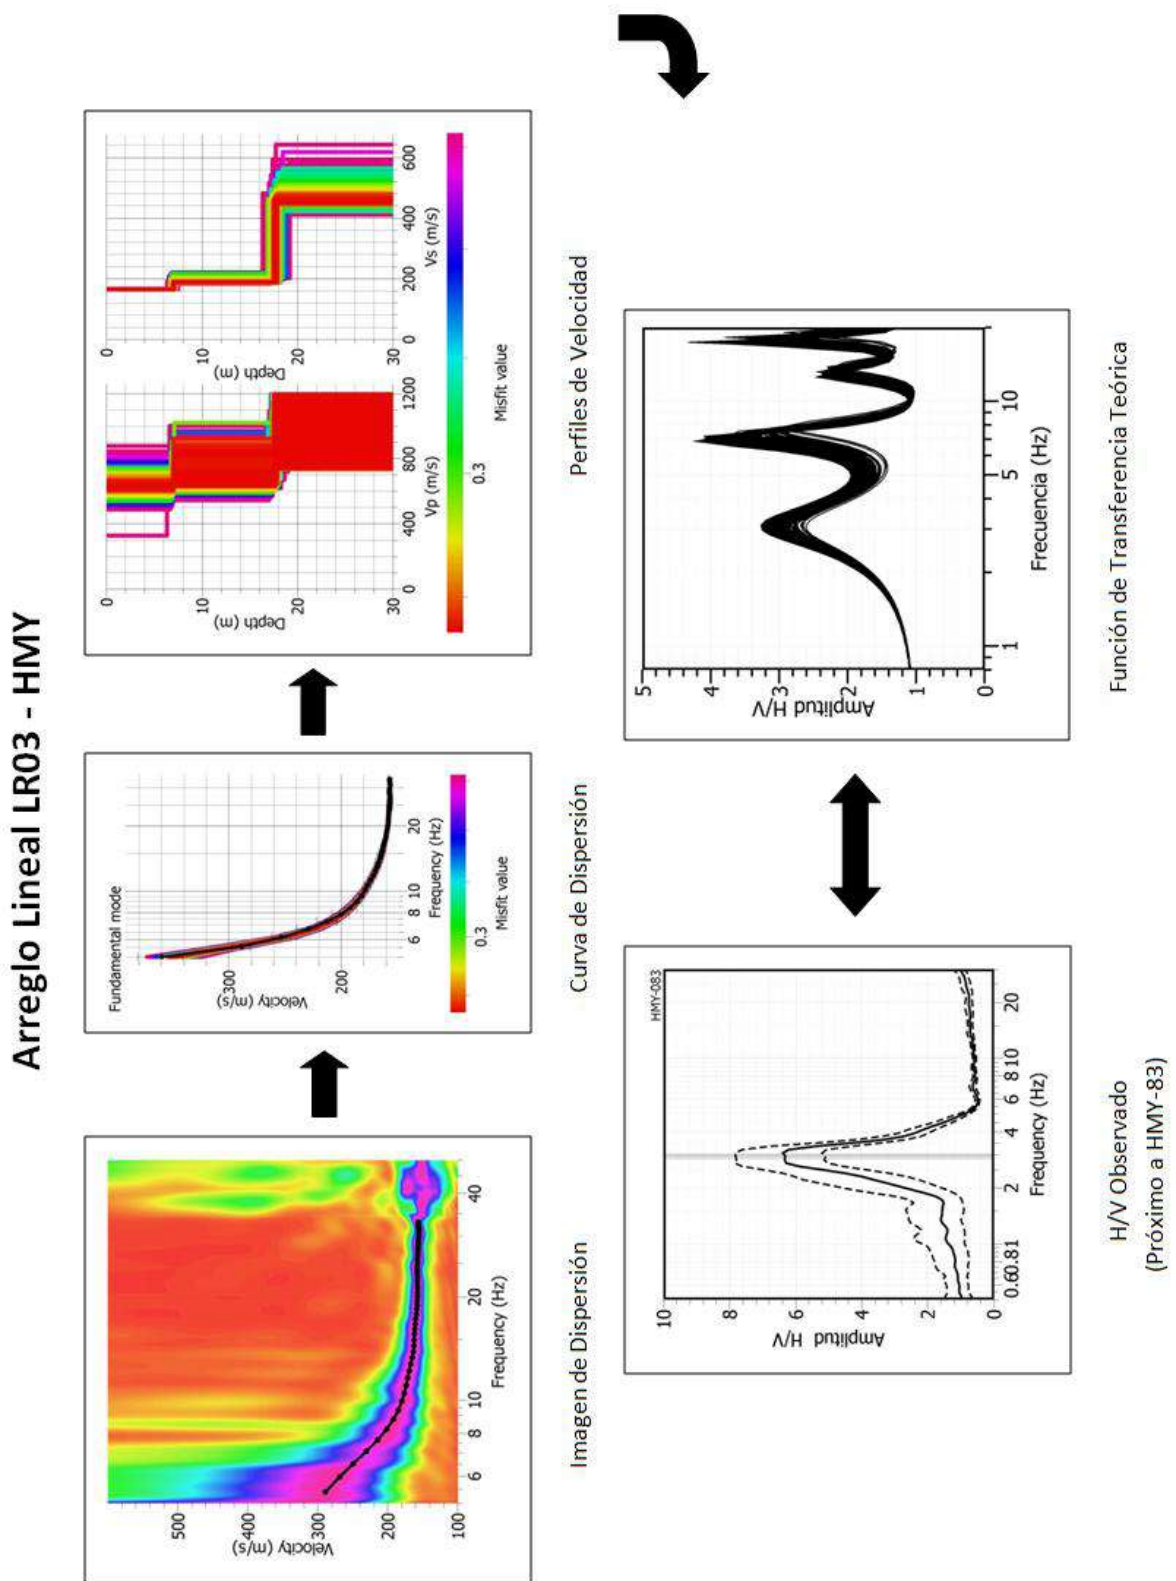 Arreglo Lineal LR03 - HMY
500
400
300
200
100
Velocity (m/s)
6
8
10
20
40
Frequency (Hz)
Imagen de Dispersión
Fundamental mode
300
200
Velocity (m/s)
6
8
10
20
Frequency (Hz)
0.3
Misfit value
Curva de Dispersión
0
10
20
30
Depth (m)
0
400
800
1200
Vp (m/s)
0
10
20
30
Depth (m)
0
200
400
600
Vs (m/s)
0.3
Misfit value
Perfiles de Velocidad
HMY-083
10
8
6
4
2
0
Amplitud H/V
0.6
0.8
1
2
4
6
8
10
20
Frequency (Hz)
H/V Observado
(Próximo a HMY-83)
5
4
3
2
1
0
Amplitud H/V
1
5
10
Frecuencia (Hz)
Función de Transferencia Teórica